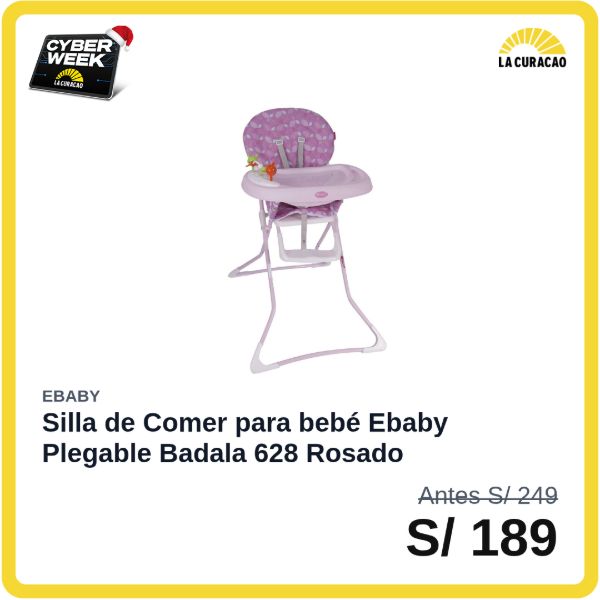 CYBER
WEEK
LA CURACAO
LA CURACAO
EBABY
Silla de Comer para bebé Ebaby
Plegable Badala 628 Rosado
Antes S/ 249
S/ 189